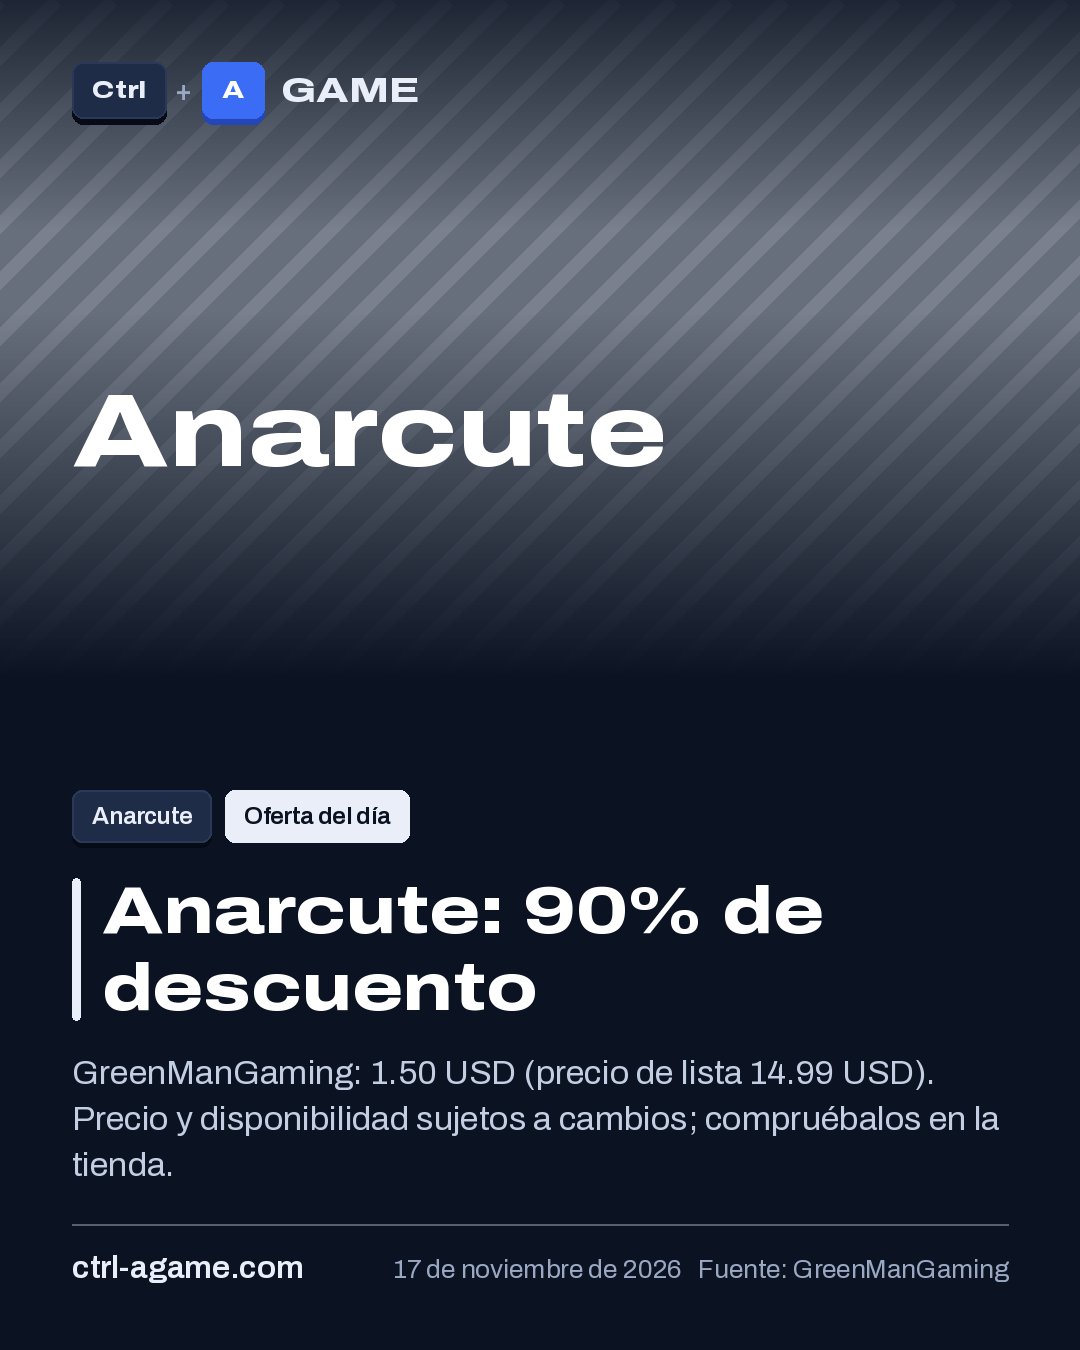 Ctrl + A GAME
Anarcute
Anarcute Oferta del día
Anarcute: 90% de
descuento
GreenManGaming: 1.50 USD (precio de lista 14.99 USD).
Precio y disponibilidad sujetos a cambios; compruébalos en la
tienda.
ctrl-agame.com 17 de noviembre de 2026 Fuente: GreenManGaming